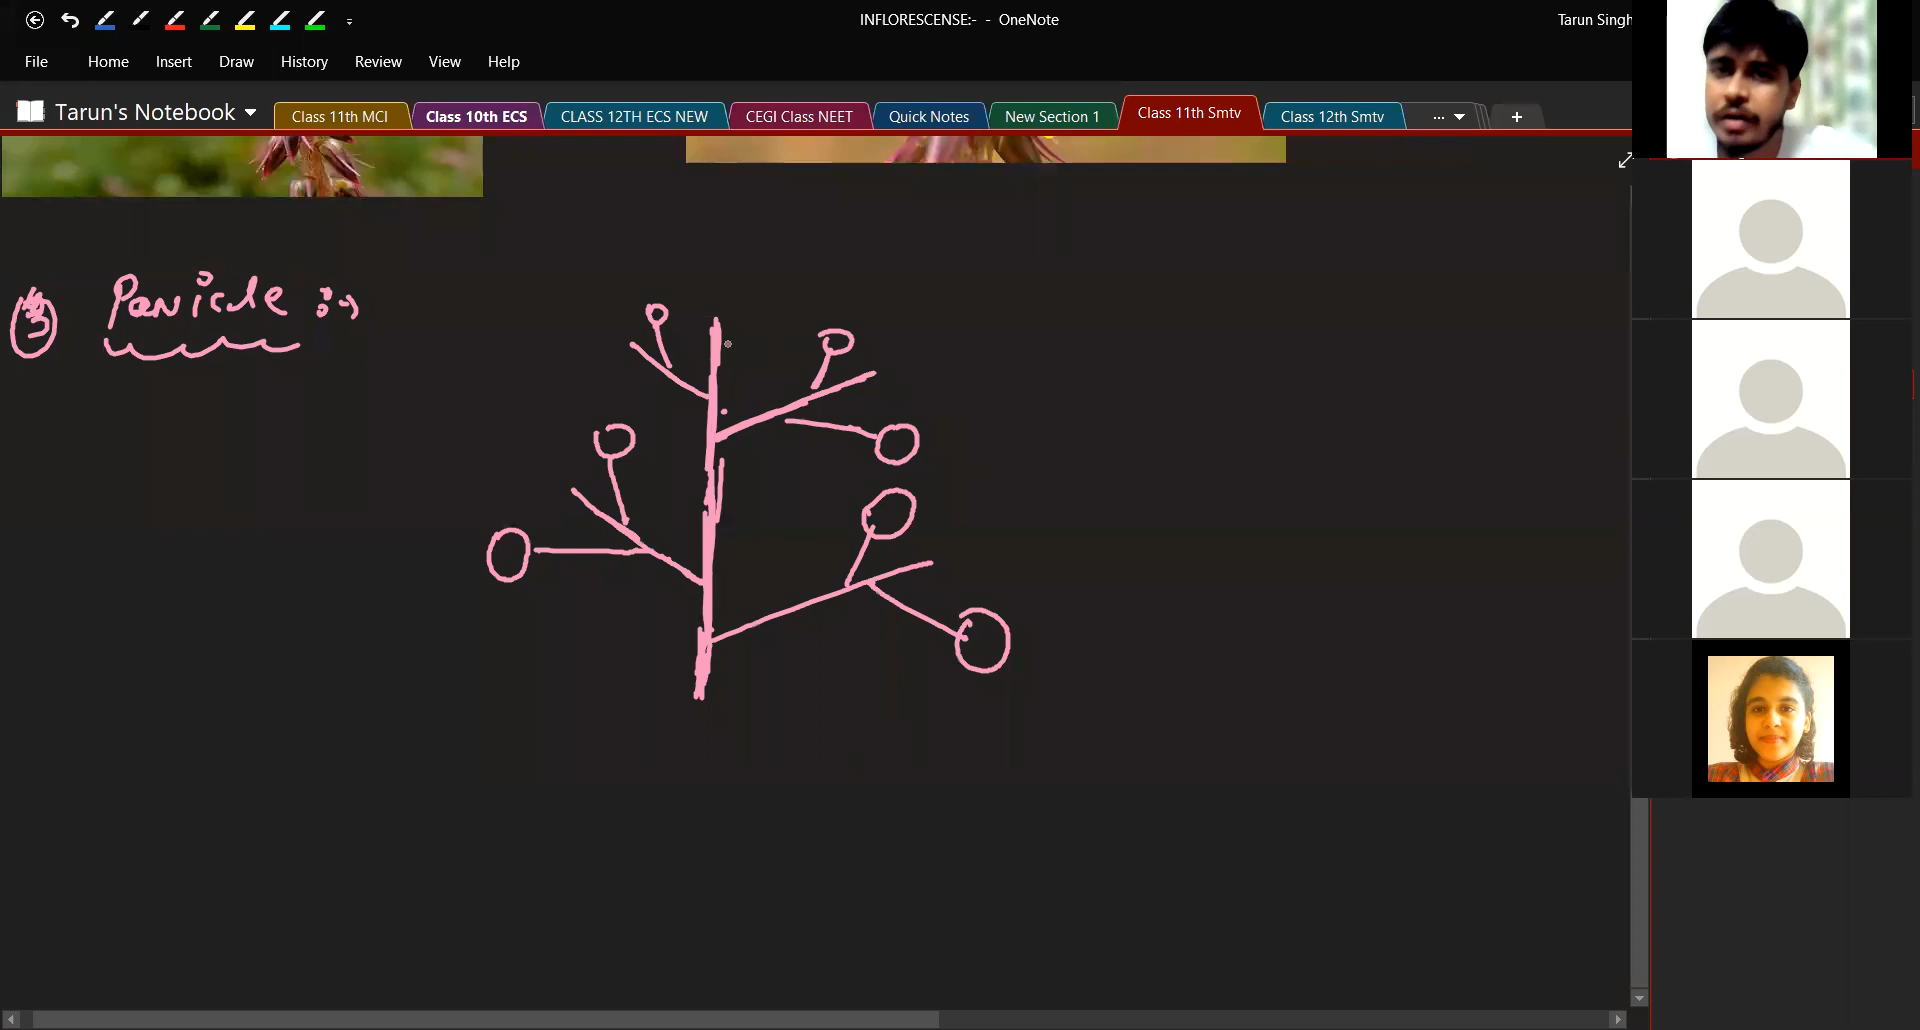 INFLORESCENSE:- - OneNote
Tarun Singh
File Home Insert Draw History Review View Help
Tarun's Notebook
Class 11th MCI Class 10th ECS CLASS 12TH ECS NEW CEGI Class NEET Quick Notes New Section 1 Class 11th Smtv Class 12th Smtv ... +
3 Panicle :-